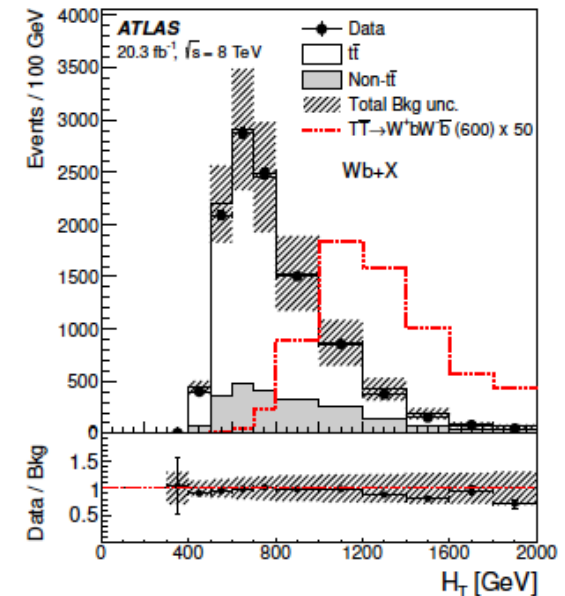 ATLAS
20.3 fb⁻¹, √s = 8 TeV
Data
tt̄
Non-tt̄
Total Bkg unc.
TT̄→W⁺bW⁻b̄ (600) x 50
Wb+X
Events / 100 GeV
4000
3500
3000
2500
2000
1500
1000
500
0
Data / Bkg
1.5
1
0.5
0 400 800 1200 1600 2000
H_T [GeV]